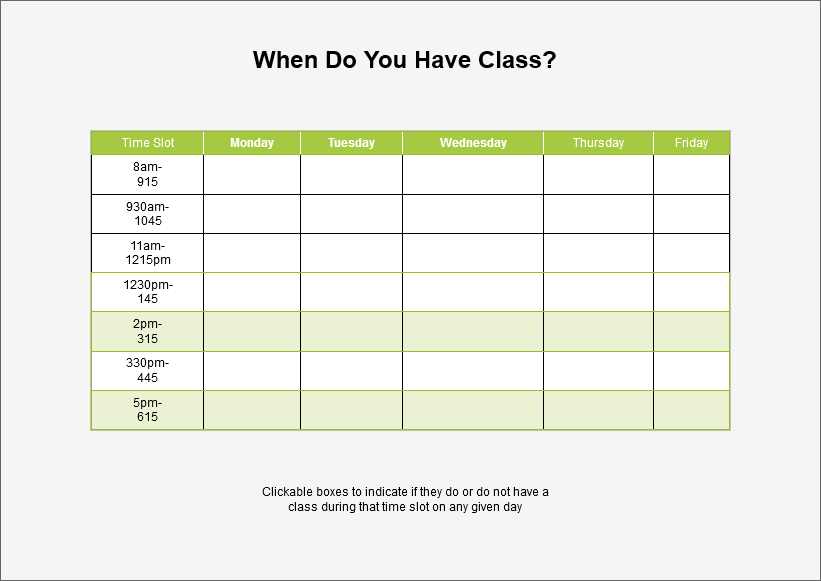 When Do You Have Class?
Time Slot Monday Tuesday Wednesday Thursday Friday
8am-
915
930am-
1045
11am-
1215pm
1230pm-
145
2pm-
315
330pm-
445
5pm-
615
Clickable boxes to indicate if they do or do not have a
class during that time slot on any given day